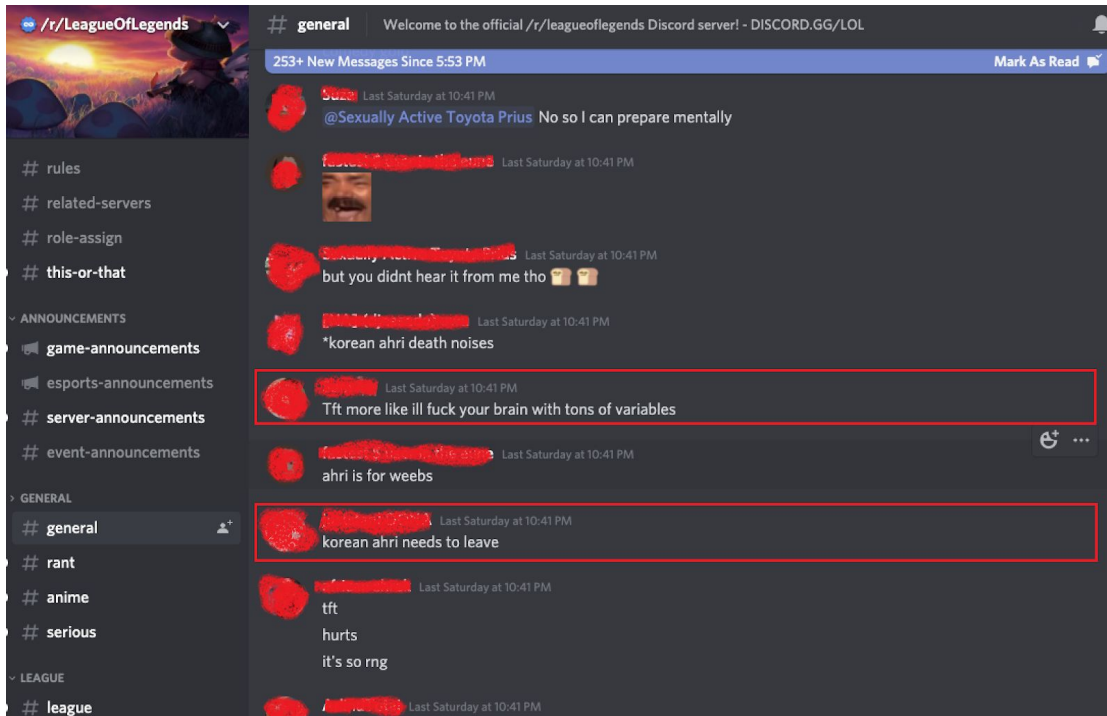 /r/LeagueOfLegends
general
Welcome to the official /r/leagueoflegends Discord server! - DISCORD.GG/LOL
253+ New Messages Since 5:53 PM
Mark As Read
rules
related-servers
role-assign
this-or-that
ANNOUNCEMENTS
game-announcements
esports-announcements
server-announcements
event-announcements
GENERAL
general
rant
anime
serious
LEAGUE
league
Last Saturday at 10:41 PM
@Sexually Active Toyota Prius No so I can prepare mentally
Last Saturday at 10:41 PM
Last Saturday at 10:41 PM
but you didnt hear it from me tho
Last Saturday at 10:41 PM
*korean ahri death noises
Last Saturday at 10:41 PM
Tft more like ill fuck your brain with tons of variables
Last Saturday at 10:41 PM
ahri is for weebs
Last Saturday at 10:41 PM
korean ahri needs to leave
Last Saturday at 10:41 PM
tft
hurts
it's so rng
Last Saturday at 10:41 PM